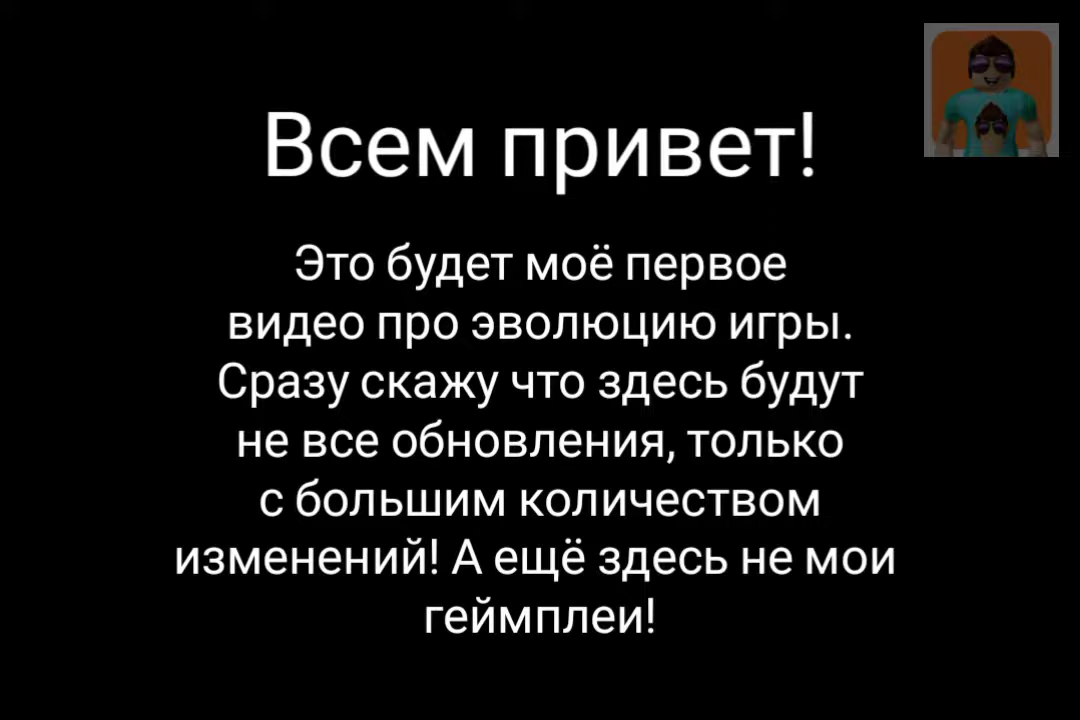 Всем привет!
Это будет моё первое
видео про эволюцию игры.
Сразу скажу что здесь будут
не все обновления, только
с большим количеством
изменений! А ещё здесь не мои
геймплеи!